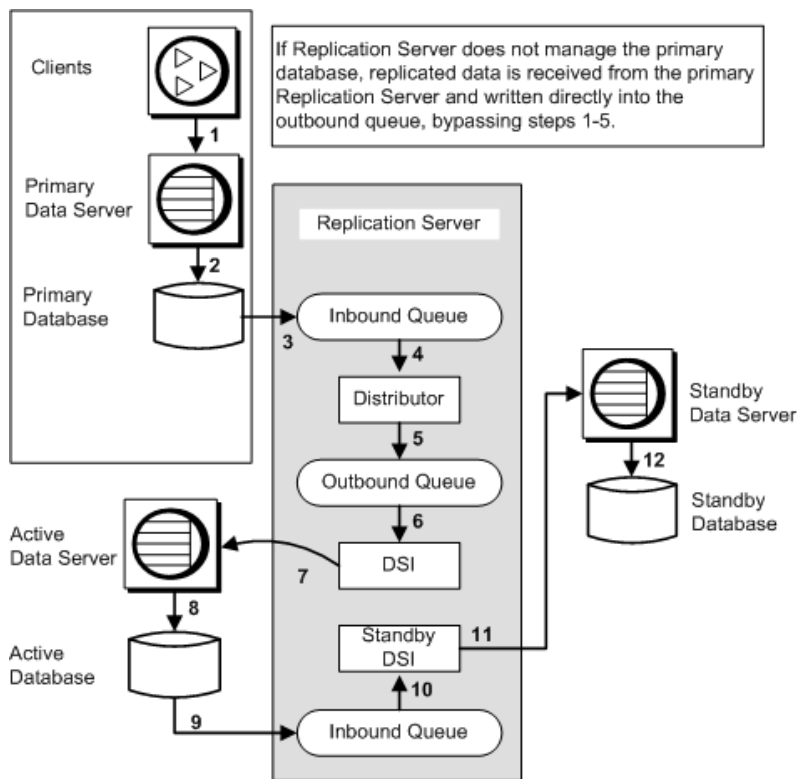 Clients
If Replication Server does not manage the primary
database, replicated data is received from the primary
Replication Server and written directly into the
outbound queue, bypassing steps 1-5.
1
Primary
Data Server
2
Replication Server
Primary
Database
3
Inbound Queue
4
Distributor
5
Outbound Queue
6
DSI
7
Active
Data Server
8
Active
Database
9
Inbound Queue
10
Standby
DSI
11
Standby
Data Server
12
Standby
Database